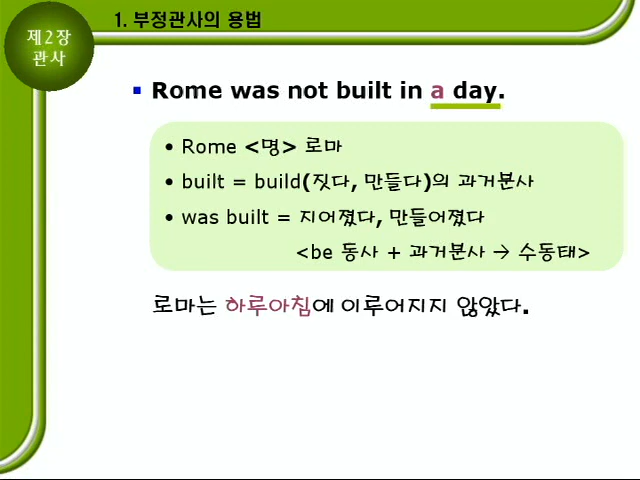 제2장
관사
1. 부정관사의 용법
▪ Rome was not built in a day.
• Rome <명> 로마
• built = build(짓다, 만들다)의 과거분사
• was built = 지어졌다, 만들어졌다
<be 동사 + 과거분사 → 수동태>
로마는 하루아침에 이루어지지 않았다.